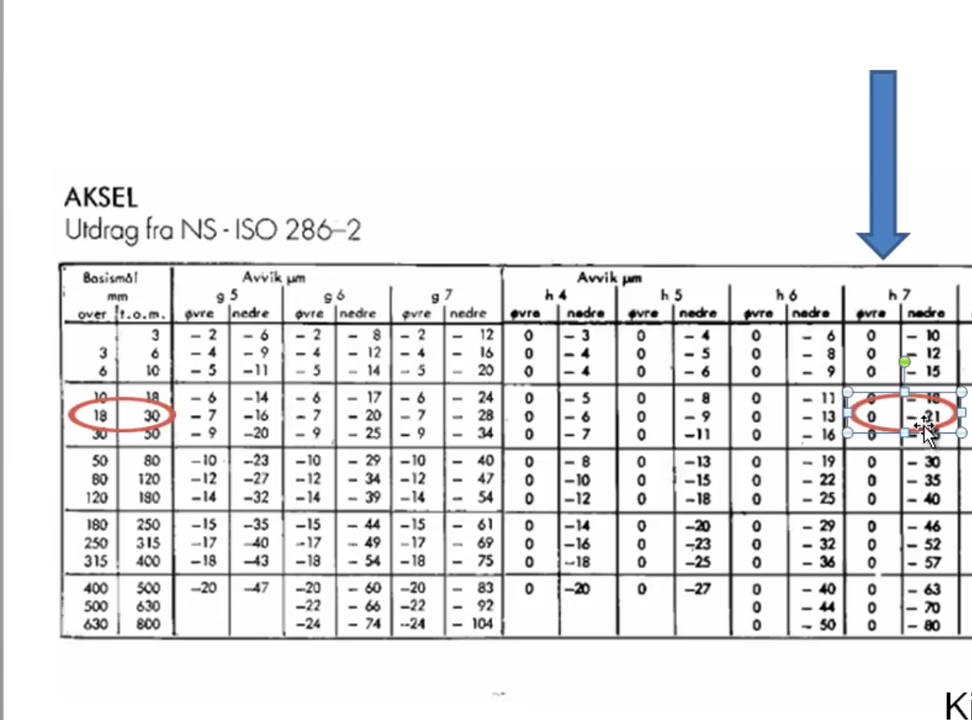 AKSEL
Utdrag fra NS - ISO 286-2
Basismål Avvik µm Avvik µm
mm g 5 g 6 g 7 h 4 h 5 h 6 h 7
over t.o.m. øvre nedre øvre nedre øvre nedre øvre nedre øvre nedre øvre nedre øvre nedre
3 – 2 – 6 – 2 – 8 – 2 – 12 0 – 3 0 – 4 0 – 6 0 – 10
3 6 – 4 – 9 – 4 – 12 – 4 – 16 0 – 4 0 – 5 0 – 8 0 – 12
6 10 – 5 –11 – 5 – 14 – 5 – 20 0 – 4 0 – 6 0 – 9 0 – 15
10 18 – 6 –14 – 6 – 17 – 6 – 24 0 – 5 0 – 8 0 – 11 0 – 18
18 30 – 7 –16 – 7 – 20 – 7 – 28 0 – 6 0 – 9 0 – 13 0 – 21
30 50 – 9 –20 – 9 – 25 – 9 – 34 0 – 7 0 –11 0 – 16 0
50 80 –10 –23 –10 – 29 –10 – 40 0 – 8 0 –13 0 – 19 0 – 30
80 120 –12 –27 –12 – 34 –12 – 47 0 –10 0 –15 0 – 22 0 – 35
120 180 –14 –32 –14 – 39 –14 – 54 0 –12 0 –18 0 – 25 0 – 40
180 250 –15 –35 –15 – 44 –15 – 61 0 –14 0 –20 0 – 29 0 – 46
250 315 –17 –40 –17 – 49 –17 – 69 0 –16 0 –23 0 – 32 0 – 52
315 400 –18 –43 –18 – 54 –18 – 75 0 –18 0 –25 0 – 36 0 – 57
400 500 –20 –47 –20 – 60 –20 – 83 0 –20 0 –27 0 – 40 0 – 63
500 630 –22 – 66 –22 – 92 0 – 44 0 – 70
630 800 –24 – 74 –24 – 104 0 – 50 0 – 80